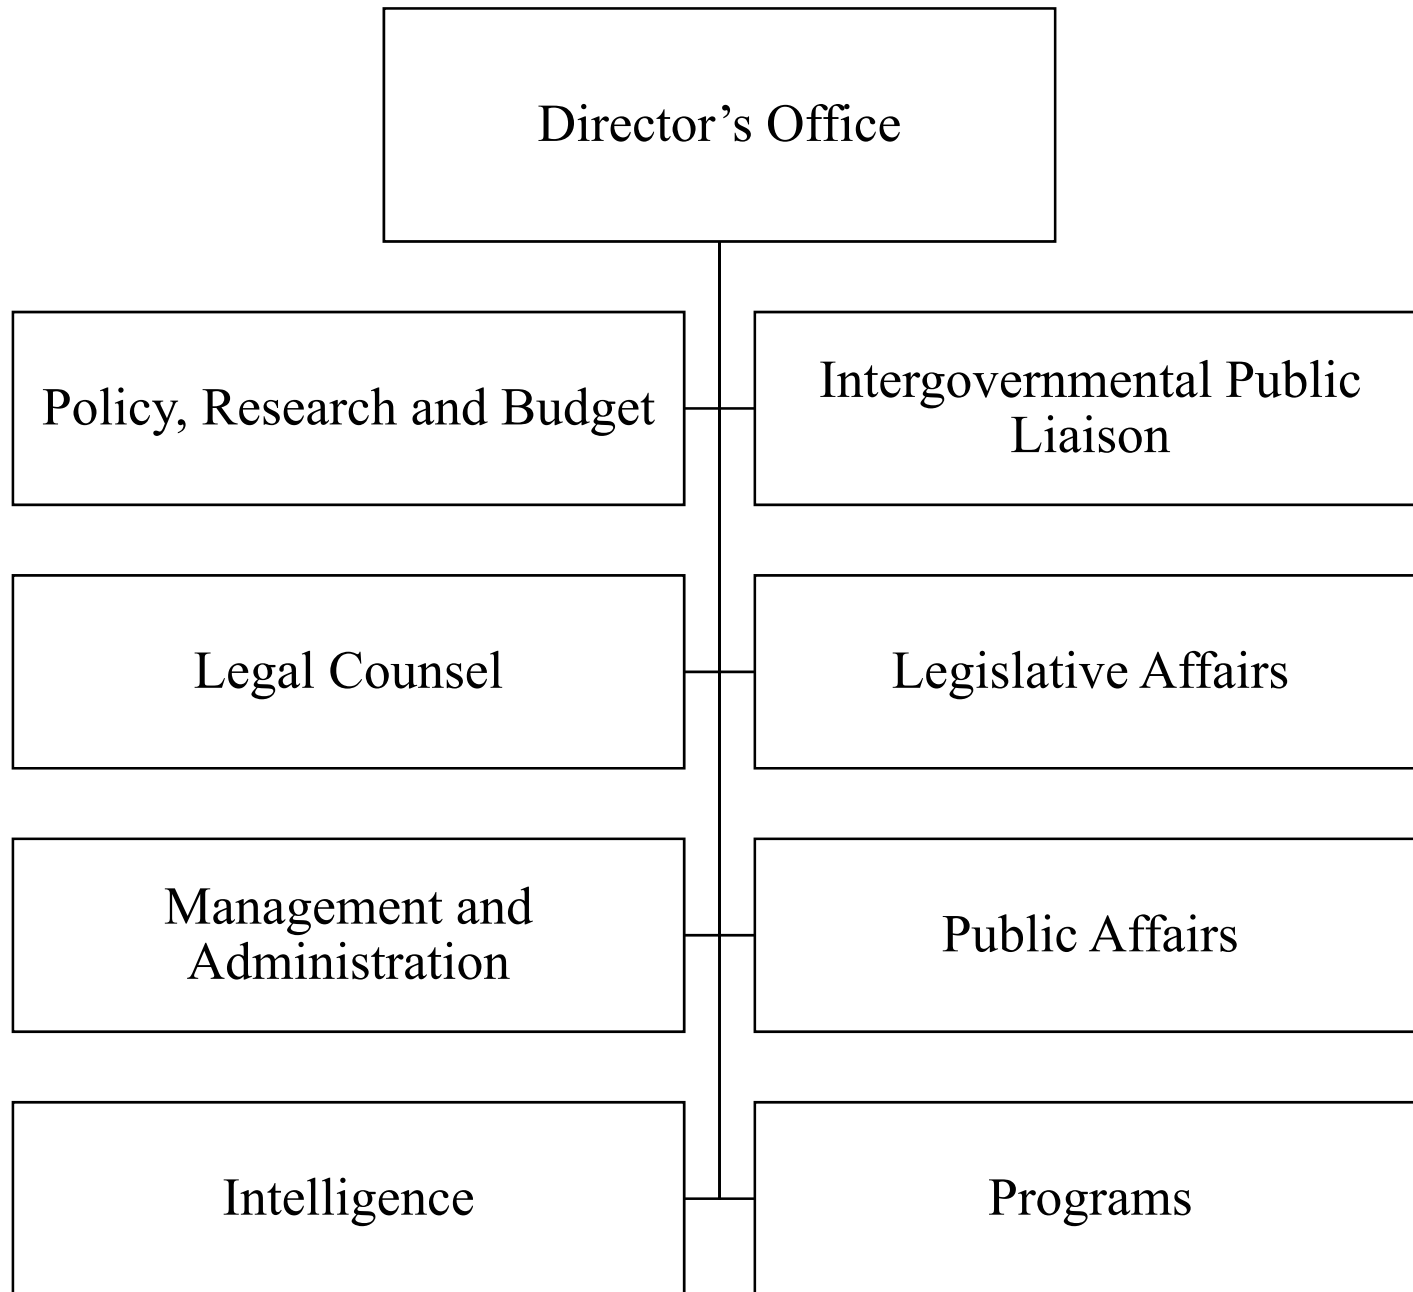 Director’s Office
Policy, Research and Budget
Intergovernmental Public
Liaison
Legal Counsel
Legislative Affairs
Management and
Administration
Public Affairs
Intelligence
Programs